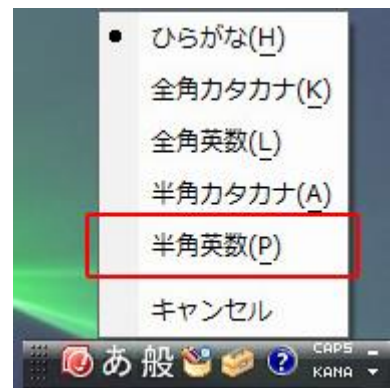 ひらがな(H)
全角カタカナ(K)
全角英数(L)
半角カタカナ(A)
半角英数(P)
キャンセル
あ 般 ? CAPS
KANA